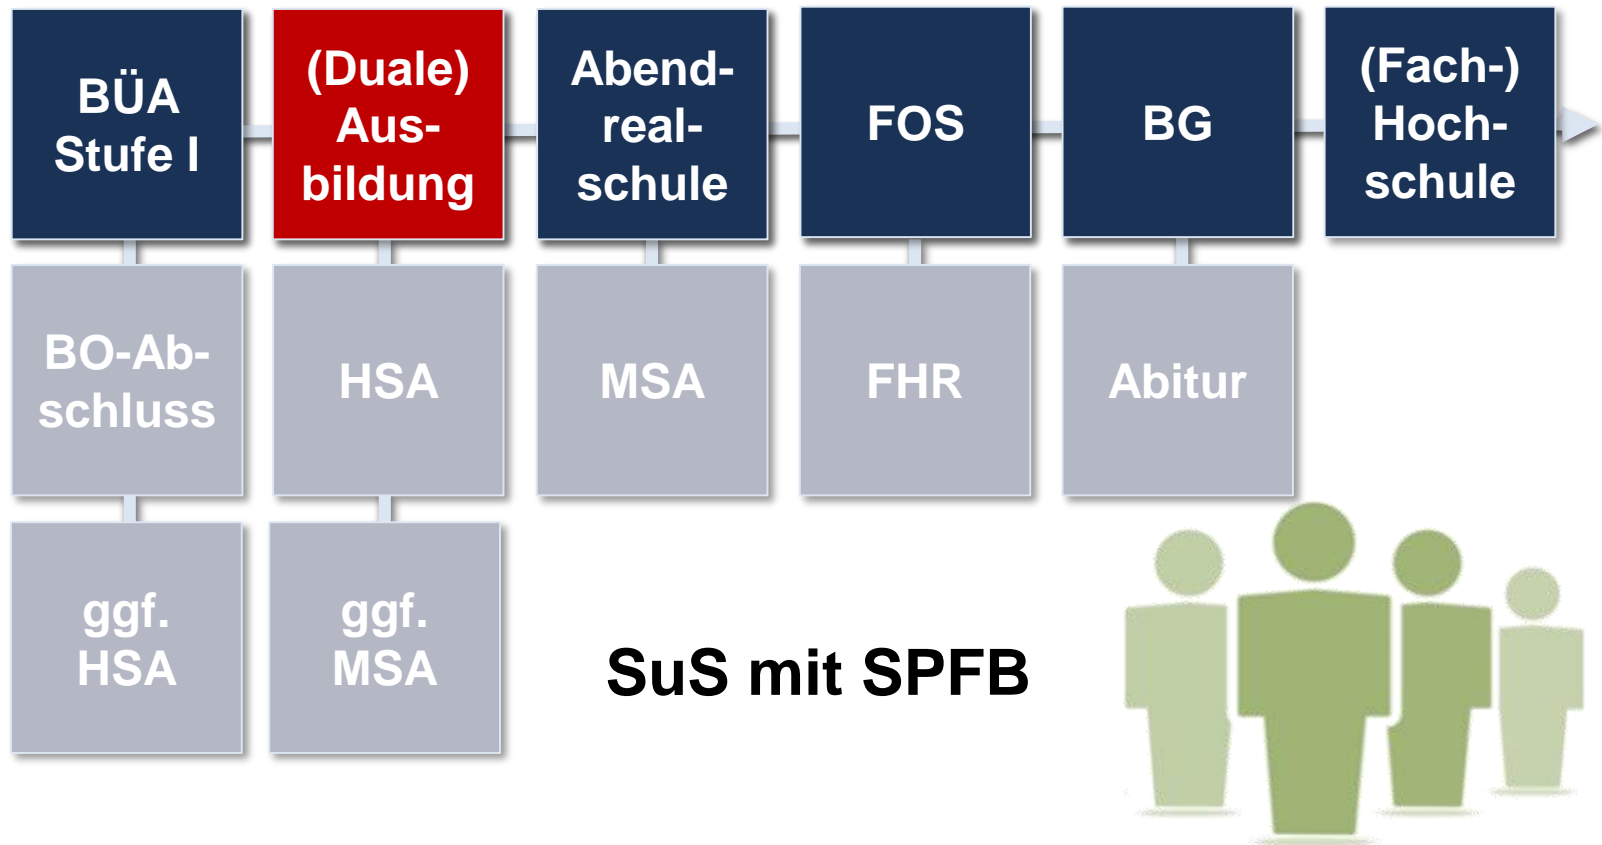 BÜA
Stufe I
(Duale)
Aus-
bildung
Abend-
real-
schule
FOS
BG
(Fach-)
Hoch-
schule
BO-Ab-
schluss
HSA
MSA
FHR
Abitur
ggf.
HSA
ggf.
MSA
SuS mit SPFB